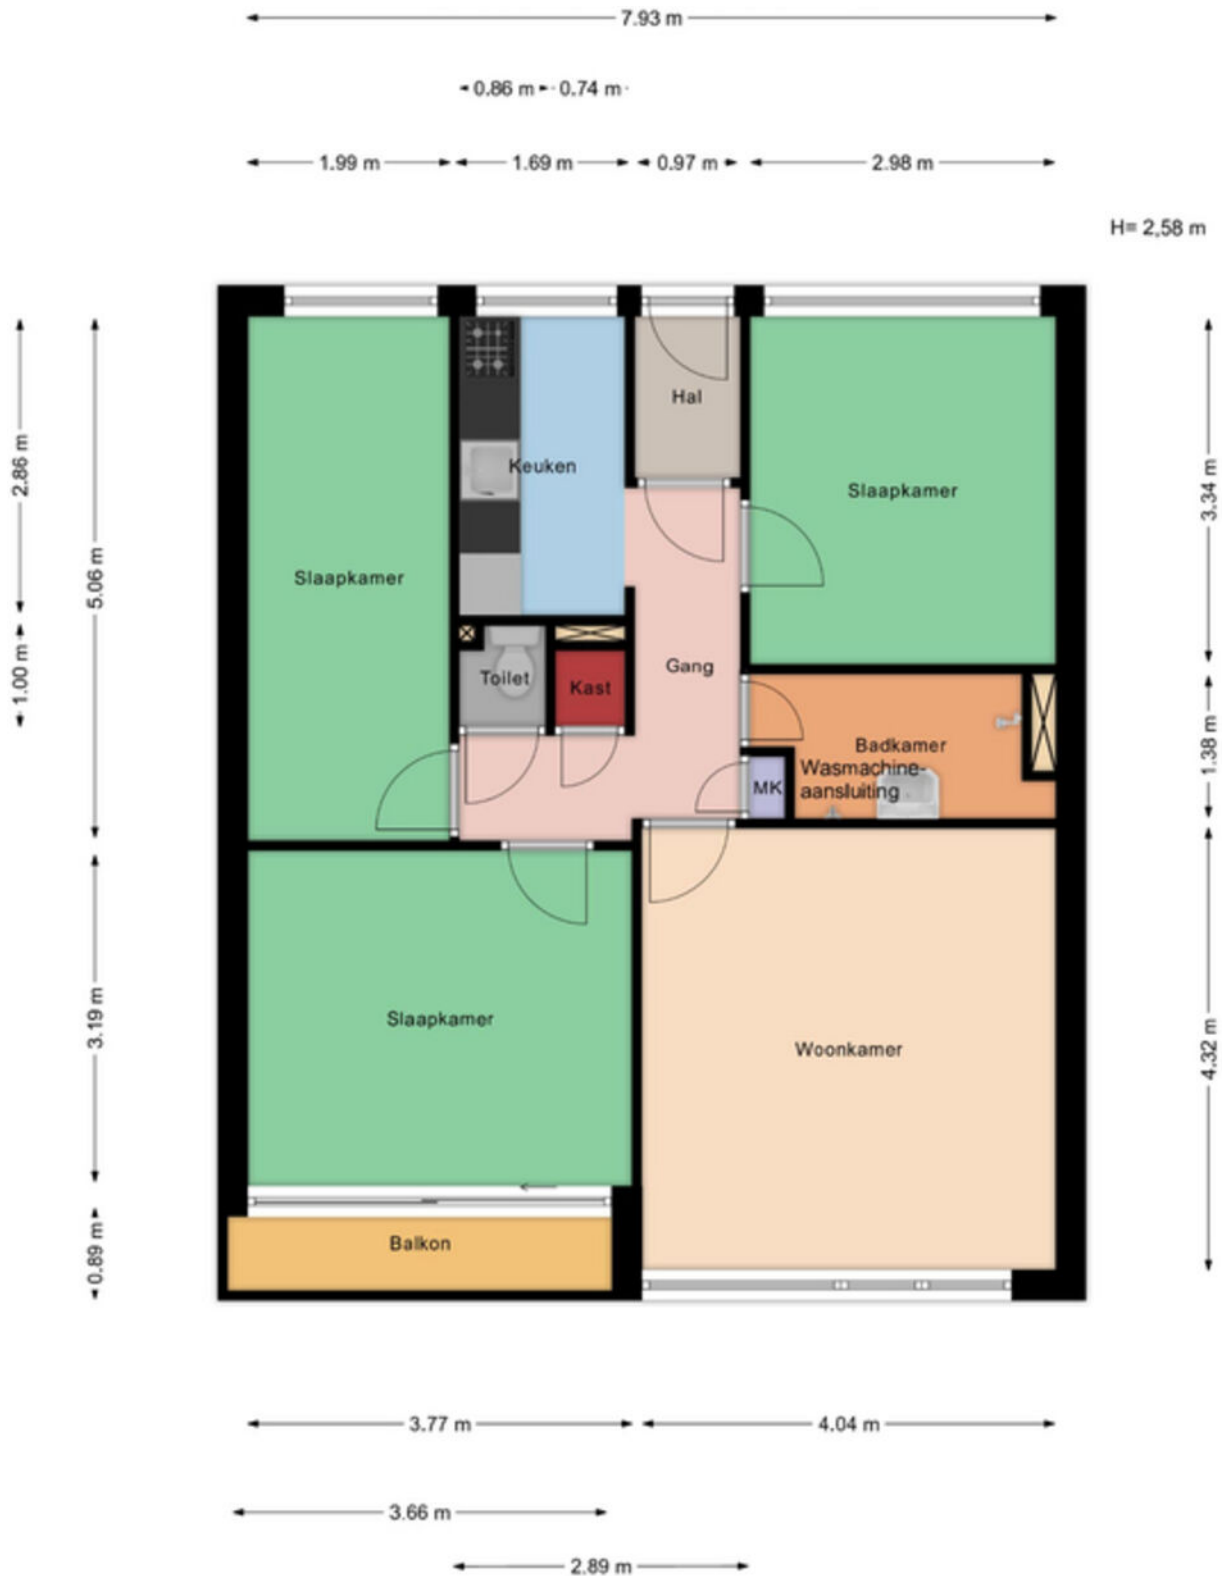 7.93 m
0.86 m 0.74 m
1.99 m 1.69 m 0.97 m 2.98 m
H= 2,58 m
Hal
Keuken
2.86 m
3.34 m
Slaapkamer
Slaapkamer
5.06 m
Gang
1.00 m
Toilet
Kast
1.38 m
Badkamer
Wasmachine-
aansluiting
MK
3.19 m
Slaapkamer
Woonkamer
4.32 m
0.89 m
Balkon
3.77 m 4.04 m
3.66 m
2.89 m